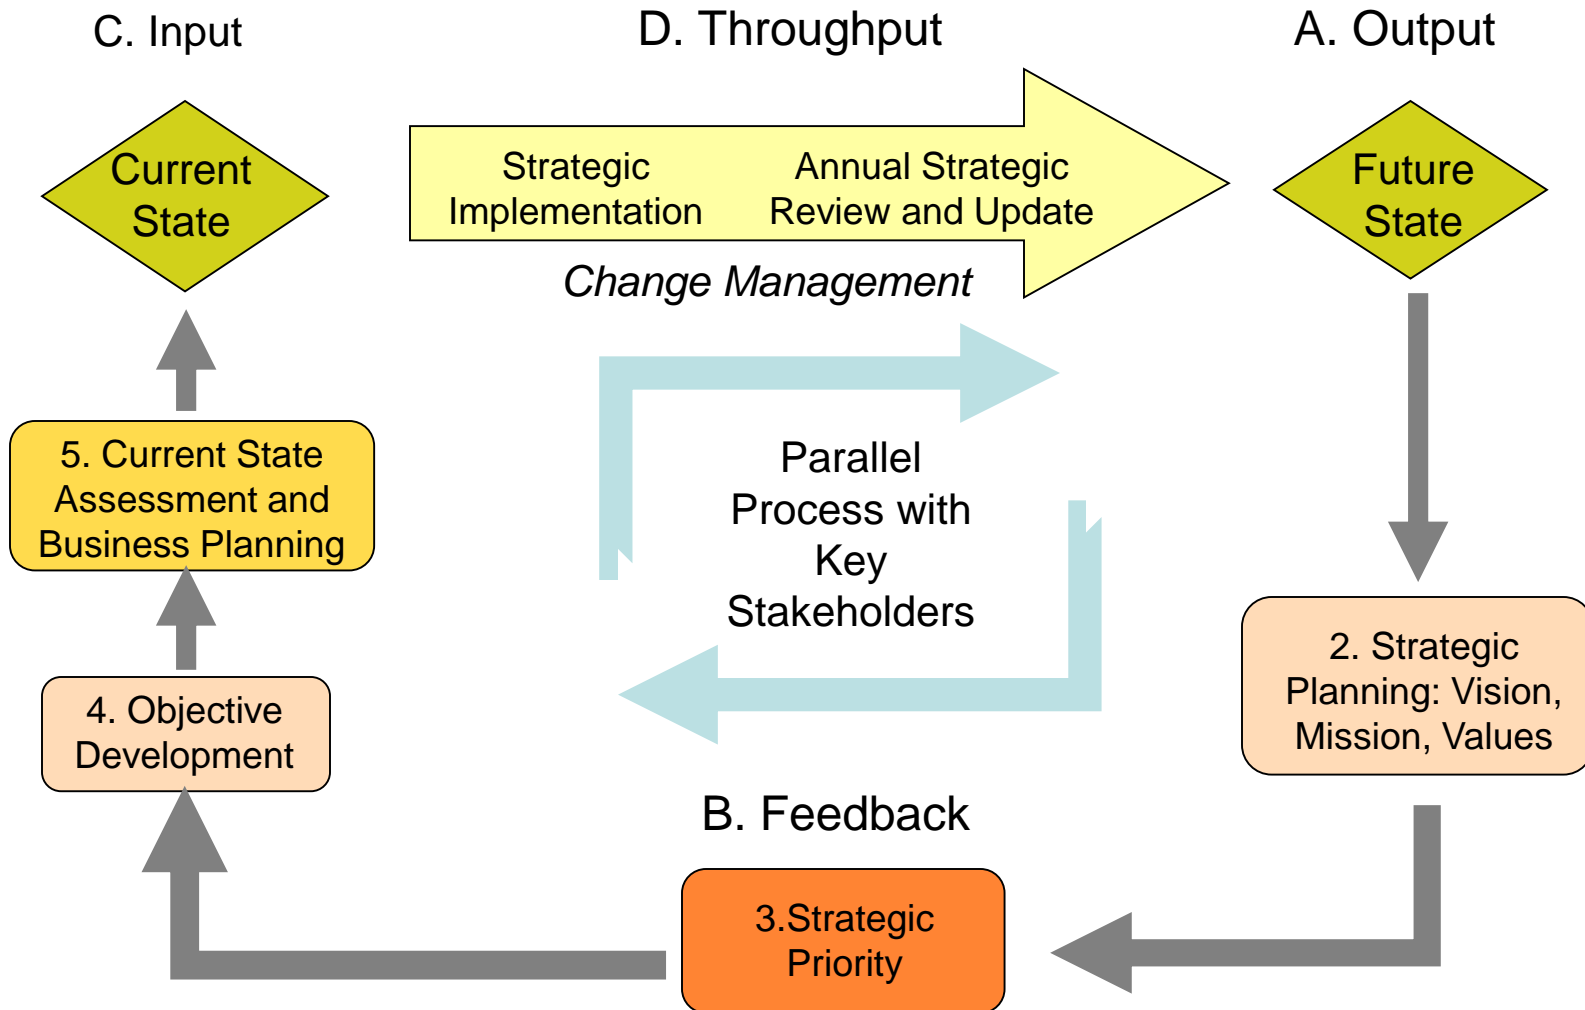 C. Input
D. Throughput
A. Output
Current
State
Strategic
Implementation
Annual Strategic
Review and Update
Future
State
Change Management
5. Current State
Assessment and
Business Planning
Parallel
Process with
Key
Stakeholders
2. Strategic
Planning: Vision,
Mission, Values
4. Objective
Development
B. Feedback
3.Strategic
Priority